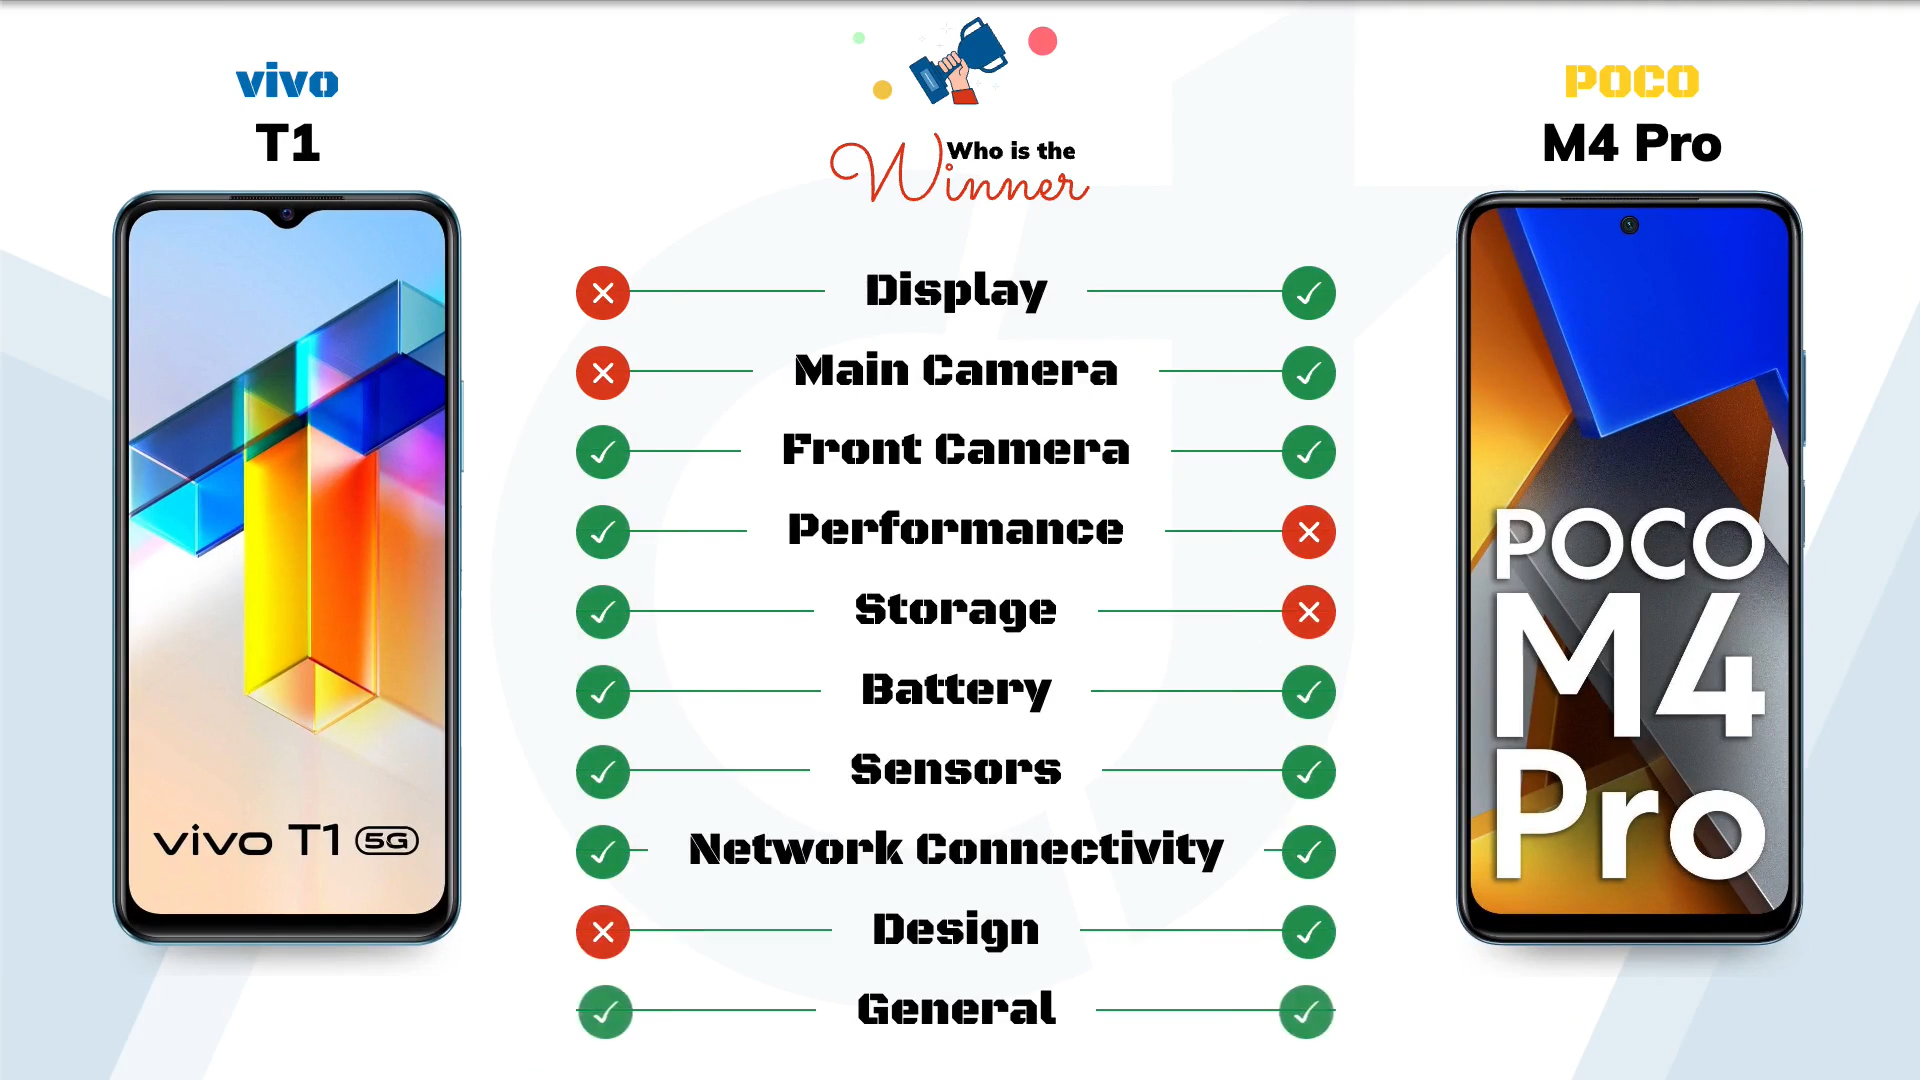 vivo
T1
Who is the
Winner
POCO
M4 Pro
Display
Main Camera
Front Camera
Performance
Storage
Battery
Sensors
Network Connectivity
Design
General
vivo T1 5G
POCO
M4
Pro